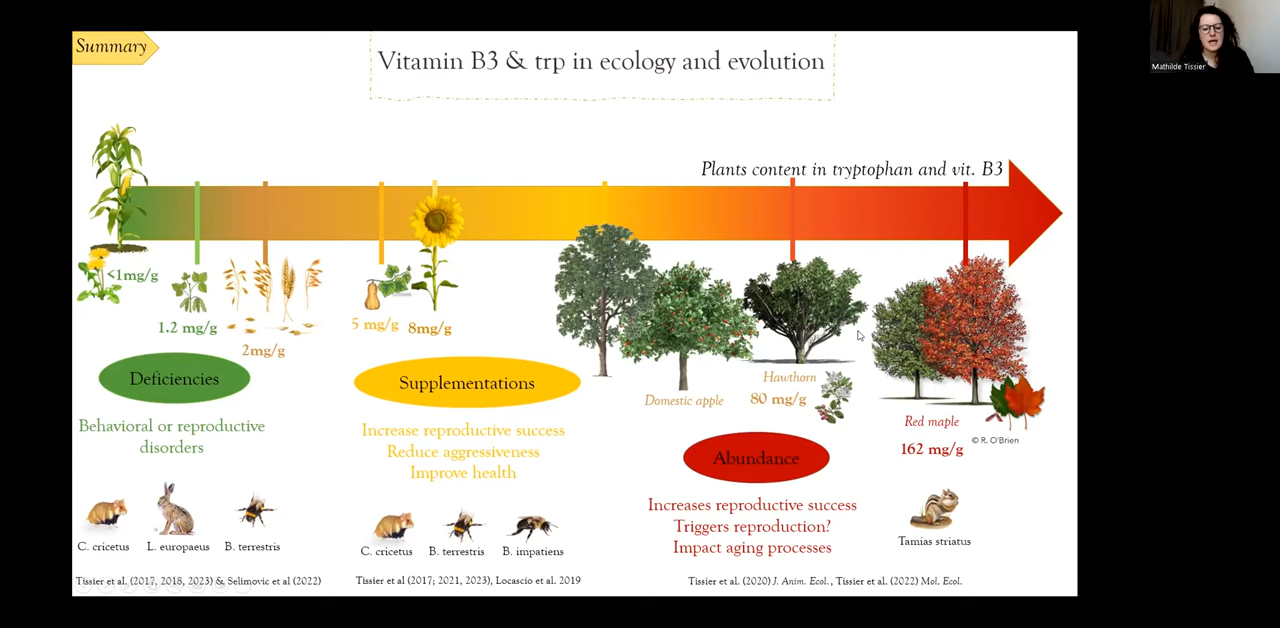 Summary
Vitamin B3 & trp in ecology and evolution
Mathilde Tissier
Plants content in tryptophan and vit. B3
<1mg/g
1.2 mg/g
2mg/g
5 mg/g
8mg/g
Domestic apple
Hawthorn
80 mg/g
Red maple
162 mg/g
© R. O'Brien
Deficiencies
Behavioral or reproductive
disorders
C. cricetus
L. europaeus
B. terrestris
Tissier et al. (2017, 2018, 2023) & Selimovic et al (2022)
Supplementations
Increase reproductive success
Reduce aggressiveness
Improve health
C. cricetus
B. terrestris
B. impatiens
Tissier et al (2017; 2021, 2023), Locascio et al. 2019
Abundance
Increases reproductive success
Triggers reproduction?
Impact aging processes
Tamias striatus
Tissier et al. (2020) J. Anim. Ecol., Tissier et al. (2022) Mol. Ecol.